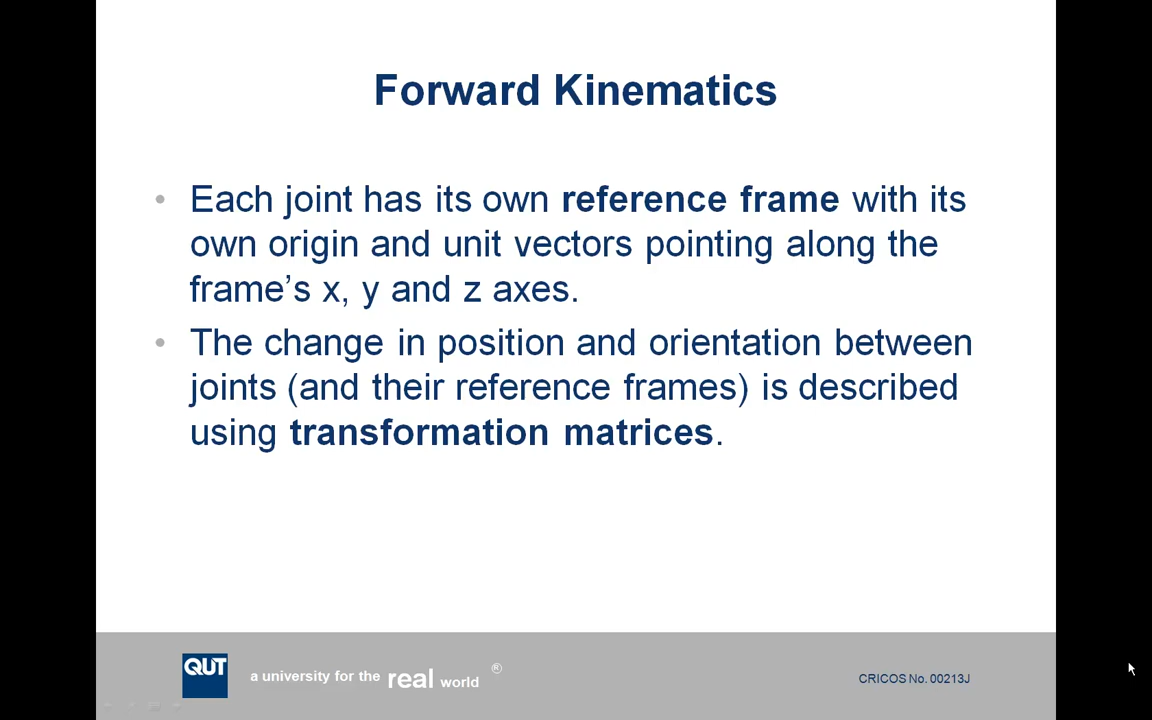 Forward Kinematics
• Each joint has its own reference frame with its
own origin and unit vectors pointing along the
frame’s x, y and z axes.
• The change in position and orientation between
joints (and their reference frames) is described
using transformation matrices.
QUT a university for the real world ® CRICOS No. 00213J